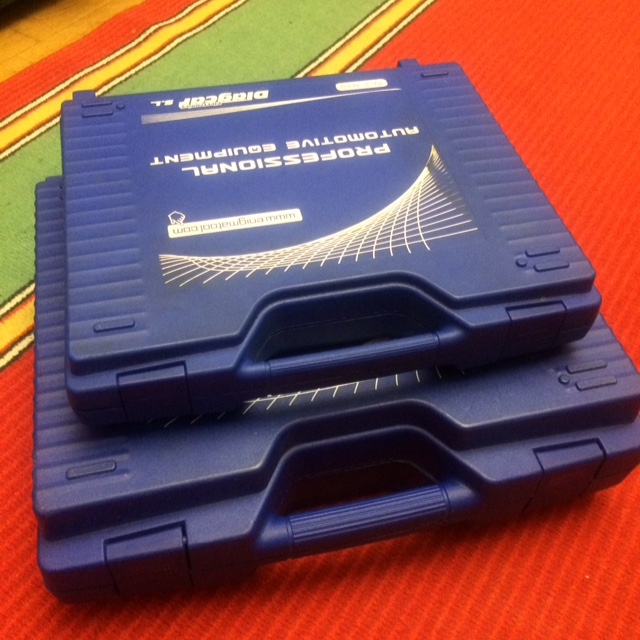 www.enigmatool.com
PROFESSIONAL
AUTOMOTIVE EQUIPMENT
Diagcar S.L.